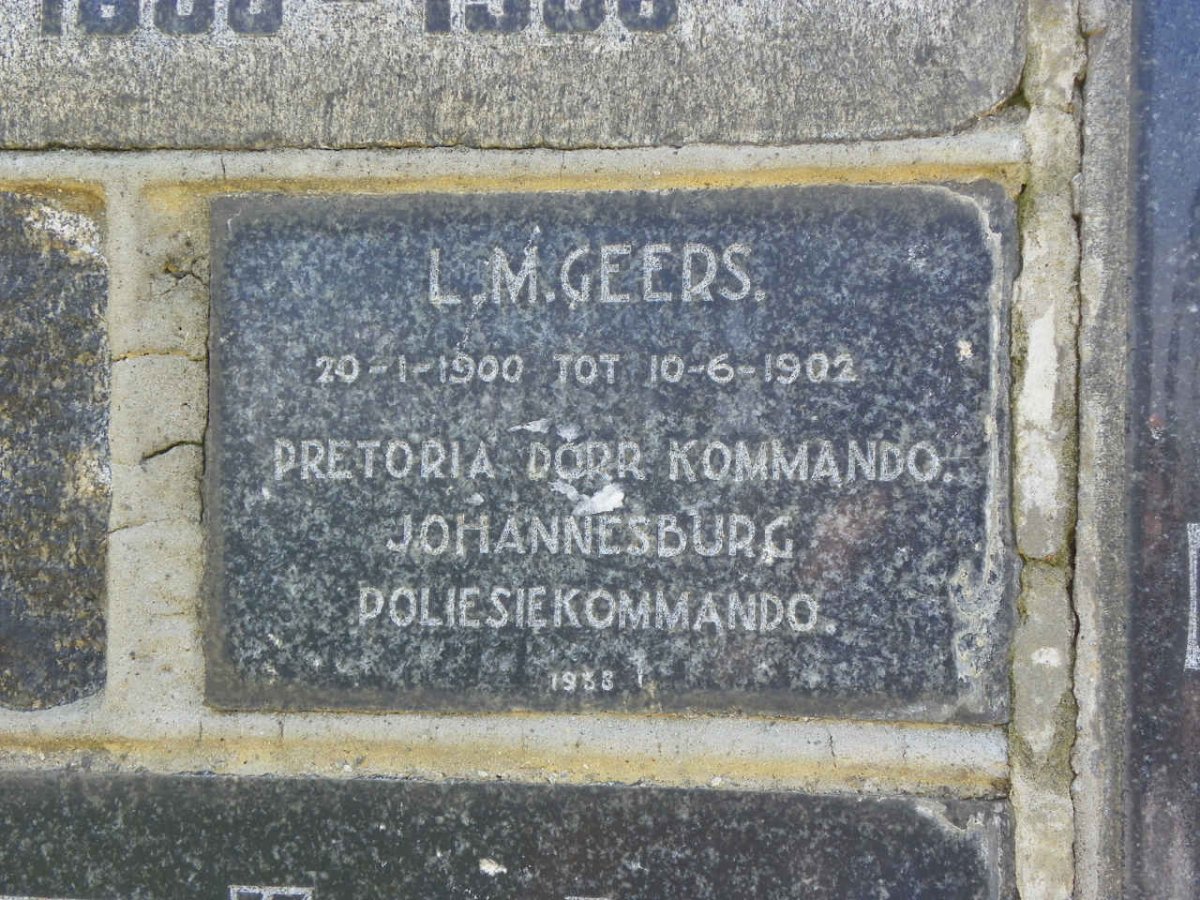 L.M. GEERS.
20-1-1900 TOT 10-6-1902
PRETORIA DORR KOMMANDO.
JOHANNESBURG
POLIESIEKOMMANDO.
1938